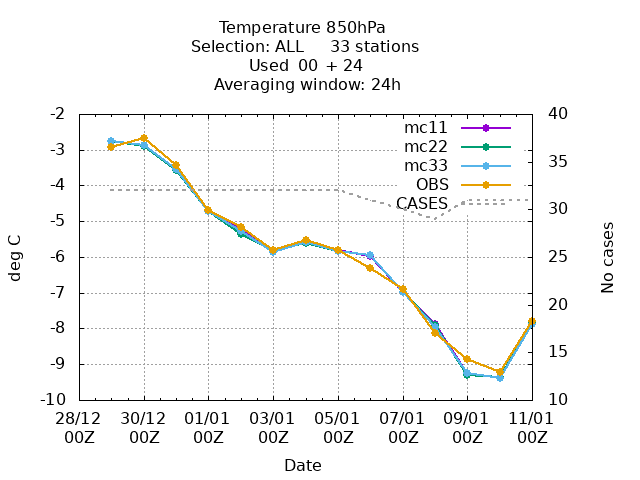 Temperature 850hPa
Selection: ALL 33 stations
Used 00 + 24
Averaging window: 24h
-2 40
mc11
mc22
-3 35
mc33
OBS
-4
CASES
30
-5
deg C
-6 25
No cases
-7 20
-8
15
-9
-10 10
28/12 30/12 01/01 03/01 05/01 07/01 09/01 11/01
00Z 00Z 00Z 00Z 00Z 00Z 00Z 00Z
Date